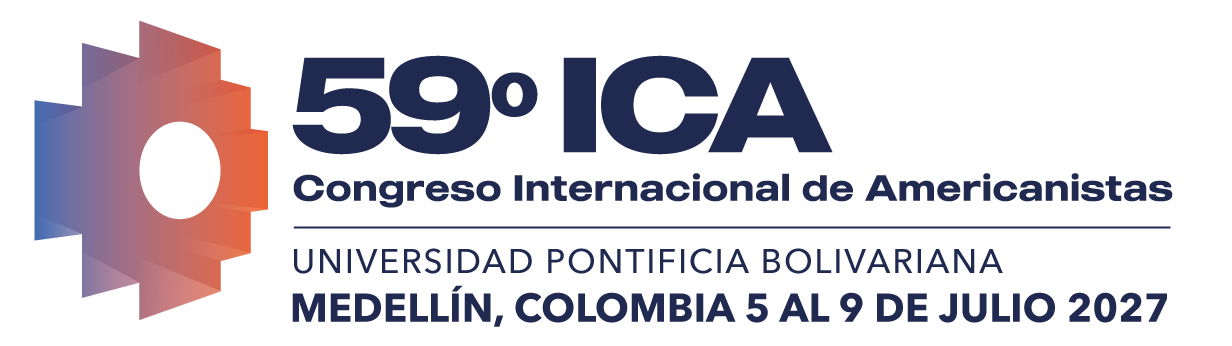 59º ICA
Congreso Internacional de Americanistas
UNIVERSIDAD PONTIFICIA BOLIVARIANA
MEDELLÍN, COLOMBIA 5 AL 9 DE JULIO 2027